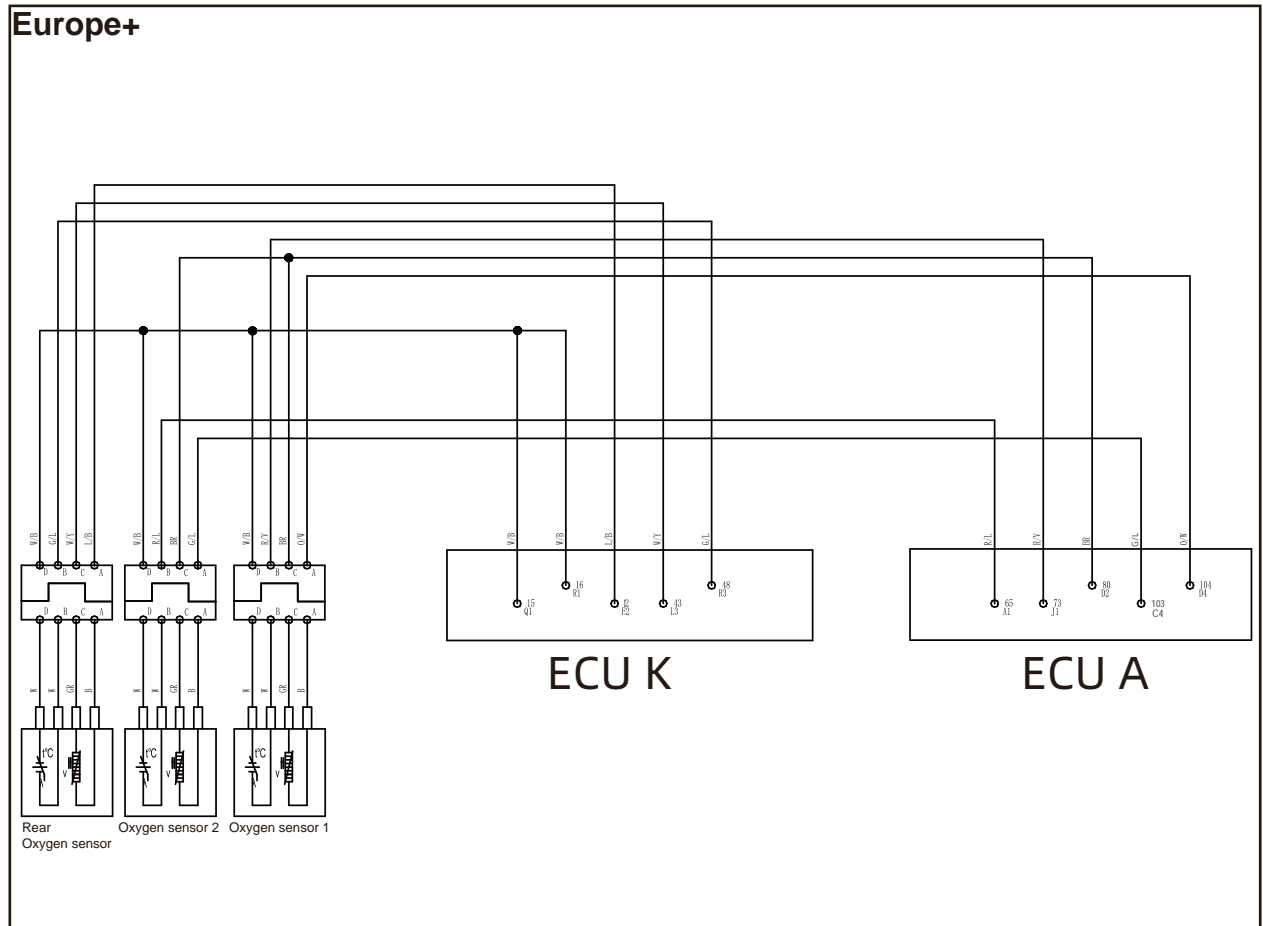 Europe+
W/B G/L W/Y L/B
W/B R/L BR G/L
W/B R/Y BR O/W
W/B W/B L/B W/Y G/L
R/L R/Y BR G/L O/W
D B C A
D B C A
D B C A
D B C A
D B C A
D B C A
15
Q1
16
R1
E2
43
L3
48
R3
65
A1
73
J1
80
D2
103
C4
104
D4
ECU K
ECU A
W W GR B
W W GR B
W W GR B
t°C
V
t°C
V
t°C
V
Rear
Oxygen sensor
Oxygen sensor 2
Oxygen sensor 1